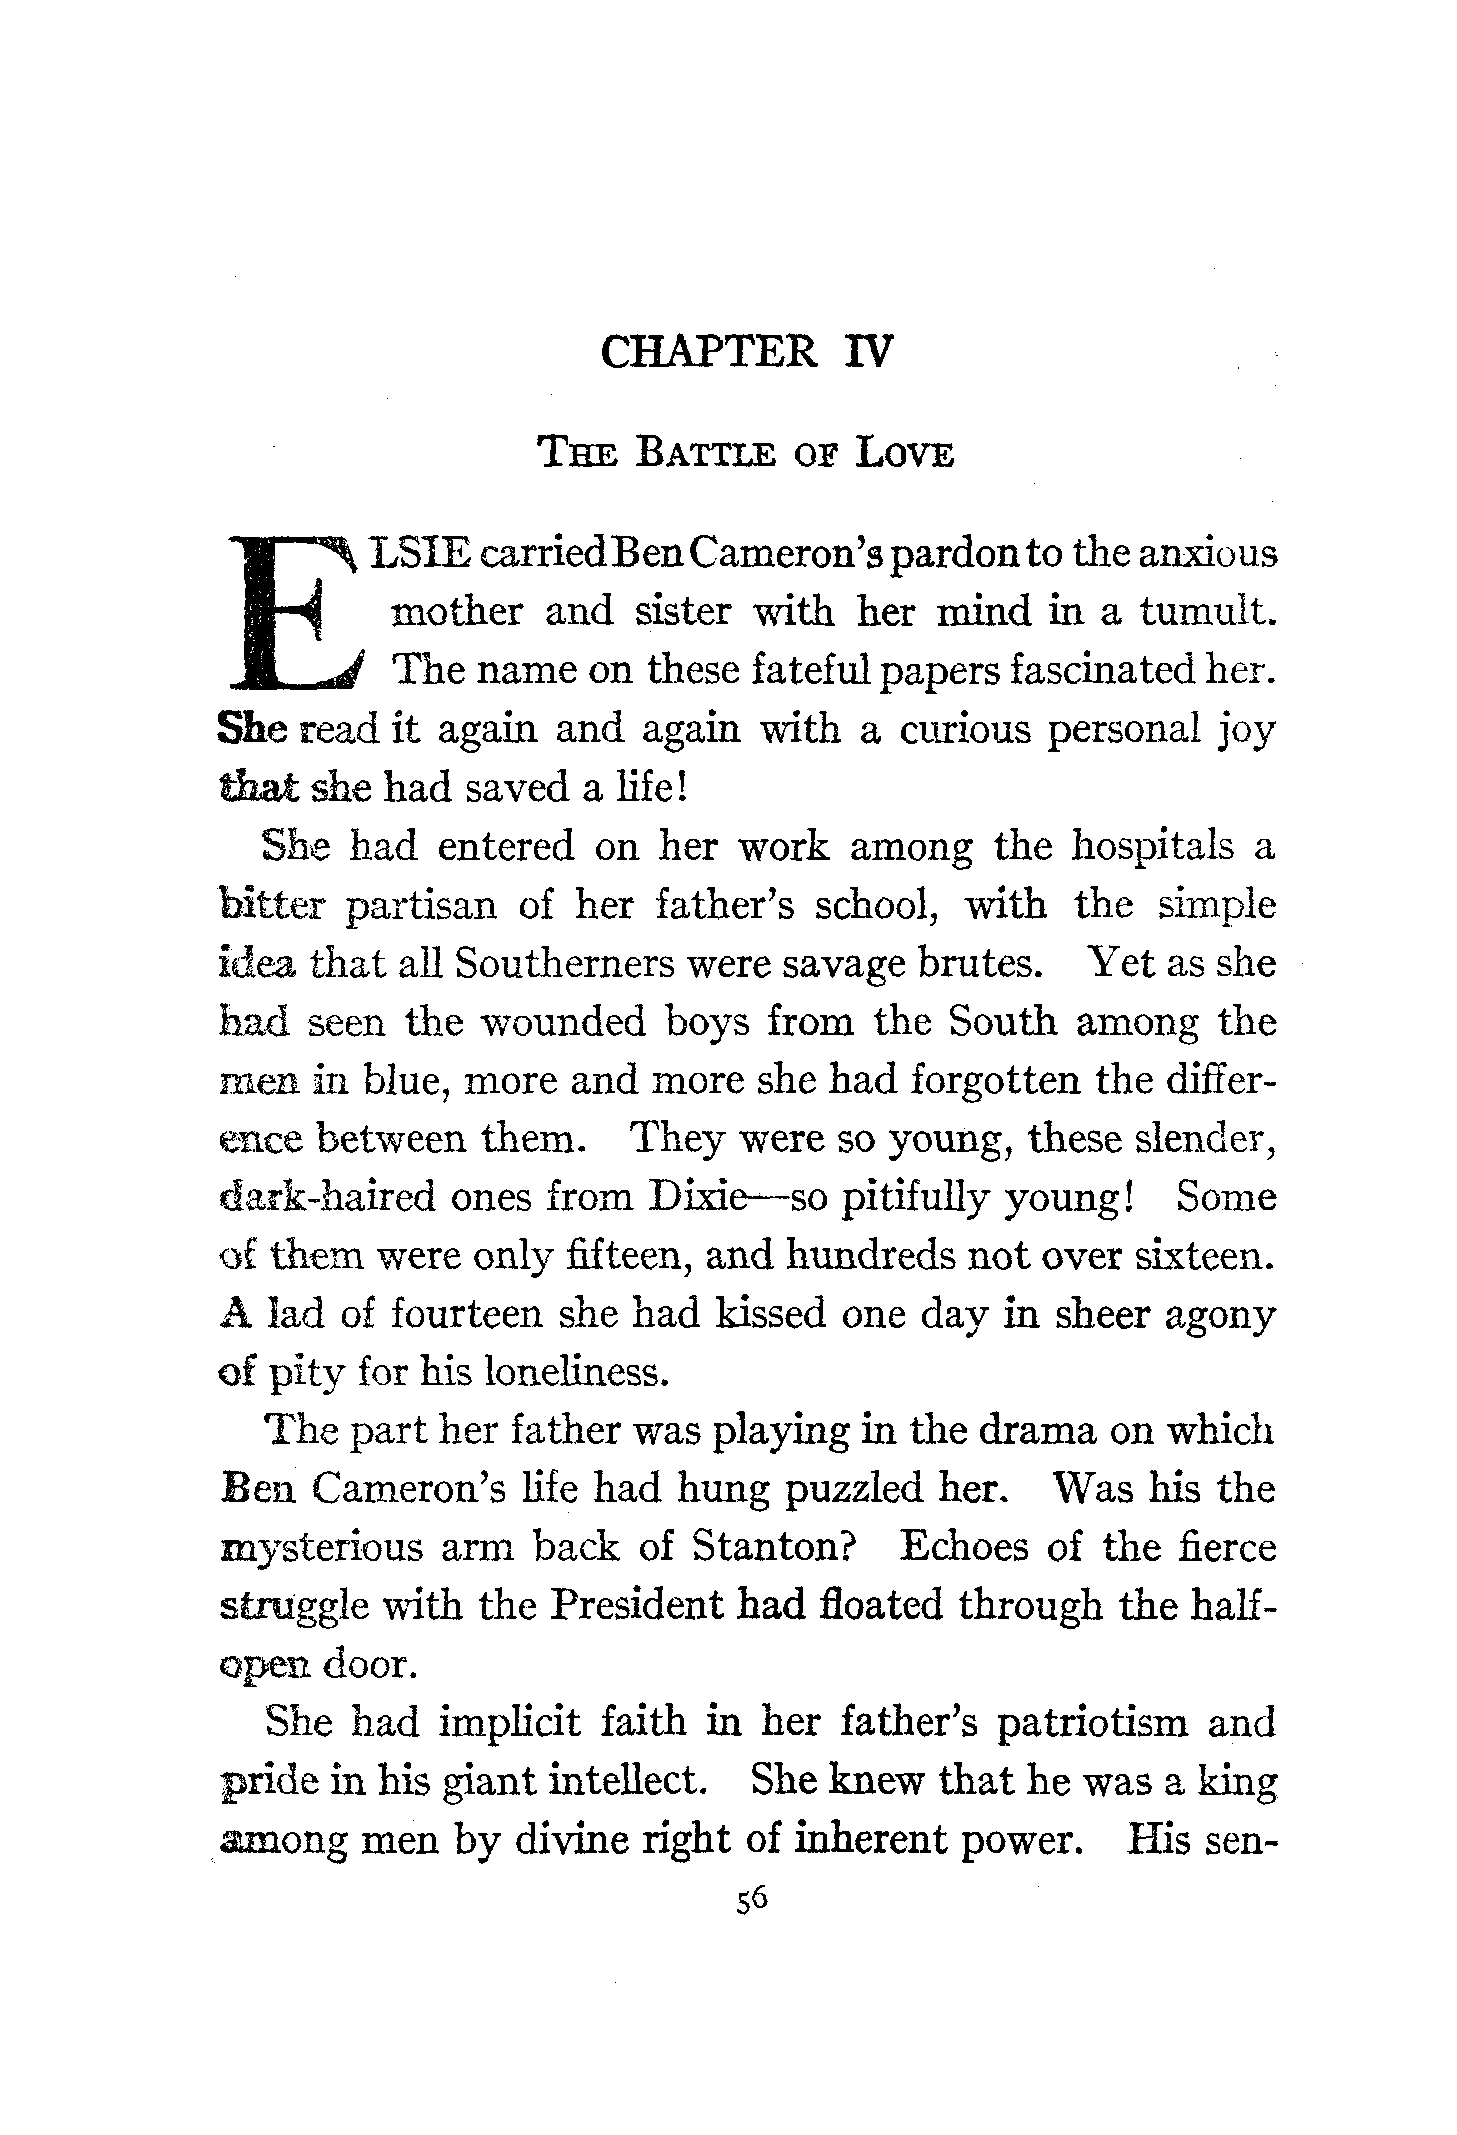 CHAPTER IV
THE BATTLE OF LOVE
ELSIE carried Ben Cameron's pardon to the anxious
mother and sister with her mind in a tumult.
The name on these fateful papers fascinated her.
She read it again and again with a curious personal joy
that she had saved a life!
She had entered on her work among the hospitals a
bitter partisan of her father's school, with the simple
idea that all Southerners were savage brutes. Yet as she
had seen the wounded boys from the South among the
men in blue, more and more she had forgotten the differ-
ence between them. They were so young, these slender,
dark-haired ones from Dixie—so pitifully young! Some
of them were only fifteen, and hundreds not over sixteen.
A lad of fourteen she had kissed one day in sheer agony
of pity for his loneliness.
The part her father was playing in the drama on which
Ben Cameron's life had hung puzzled her. Was his the
mysterious arm back of Stanton? Echoes of the fierce
struggle with the President had floated through the half-
open door.
She had implicit faith in her father's patriotism and
pride in his giant intellect. She knew that he was a king
among men by divine right of inherent power. His sen-
56